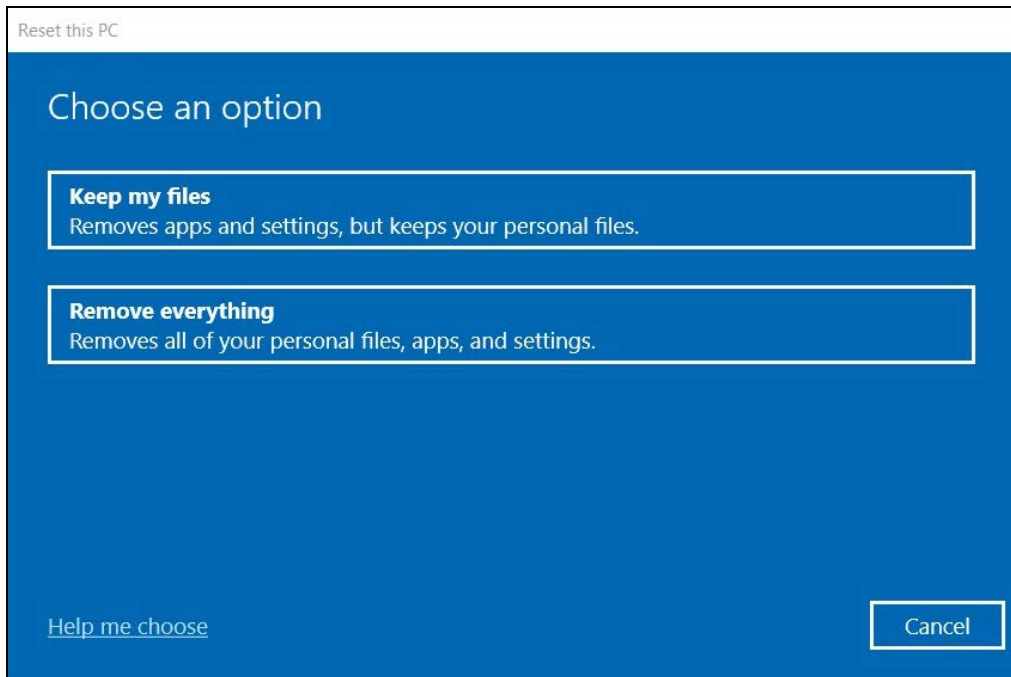 Reset this PC
Choose an option
Keep my files
Removes apps and settings, but keeps your personal files.
Remove everything
Removes all of your personal files, apps, and settings.
Help me choose
Cancel